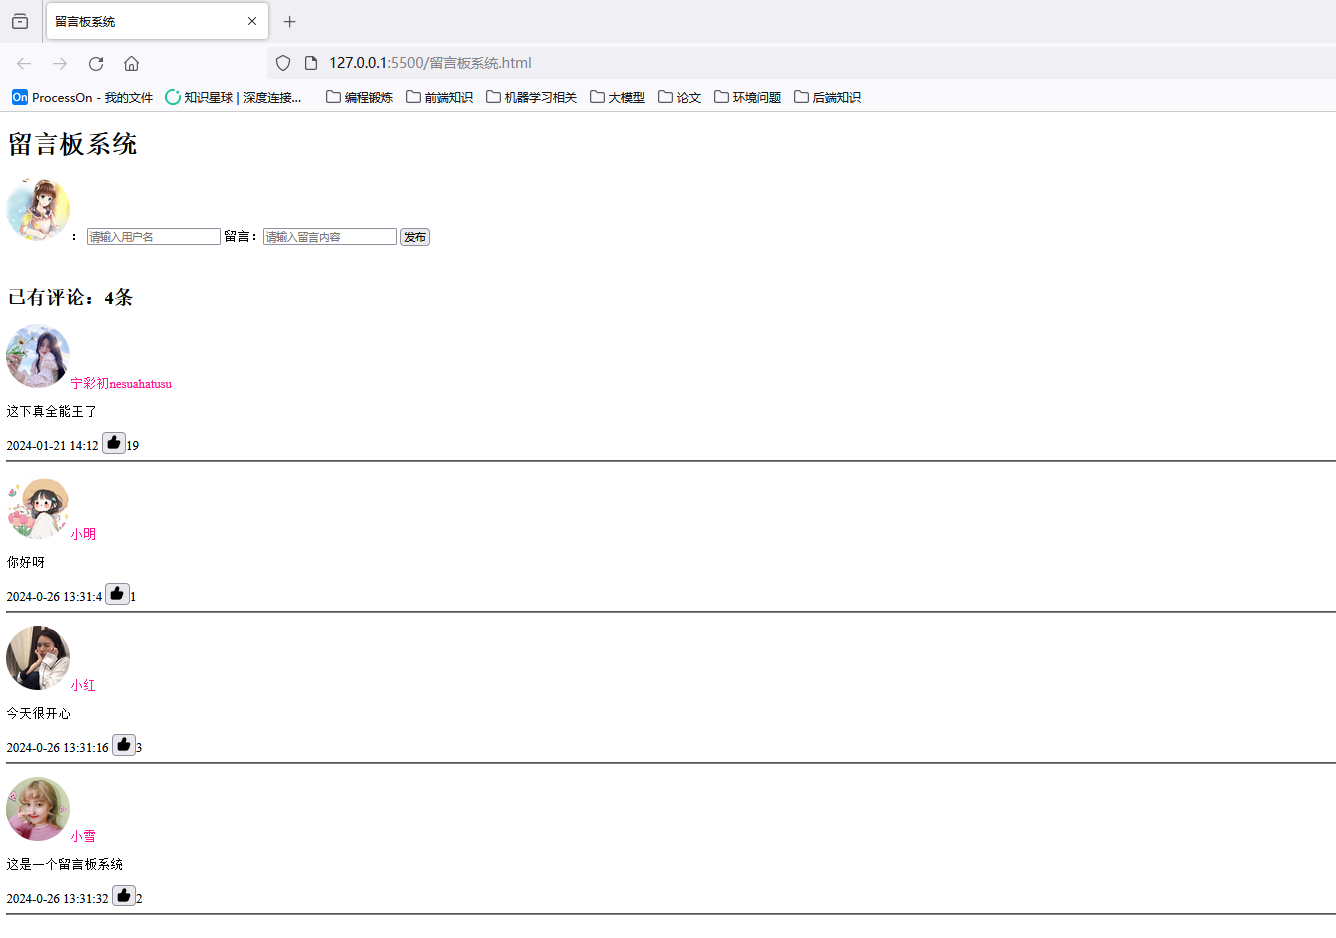 留言板系统
127.0.0.1:5500/留言板系统.html
On ProcessOn - 我的文件 知识星球 | 深度连接... 编程锻炼 前端知识 机器学习相关 大模型 论文 环境问题 后端知识
留言板系统
： 请输入用户名 留言：请输入留言内容 发布
已有评论：4条
宁彩初nesuahatusu
这下真全能王了
2024-01-21 14:12 19
小明
你好呀
2024-0-26 13:31:4 1
小红
今天很开心
2024-0-26 13:31:16 3
小雪
这是一个留言板系统
2024-0-26 13:31:32 2